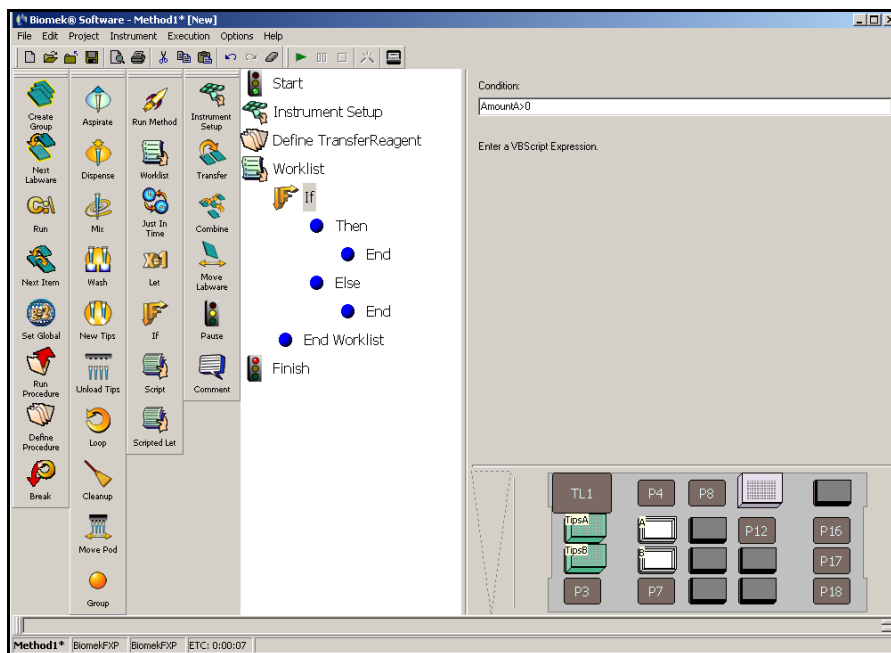 Biomek® Software - Method1* [New]
File Edit Project Instrument Execution Options Help
Create Group
Next Labware
Run
Next Item
Set Global
Run Procedure
Define Procedure
Break
Aspirate
Dispense
Mix
Wash
New Tips
Unload Tips
Loop
Cleanup
Move Pod
Group
Run Method
Worklist
Just In Time
Let
If
Script
Scripted Let
Instrument Setup
Transfer
Combine
Move Labware
Pause
Comment
Start
Instrument Setup
Define TransferReagent
Worklist
If
Then
End
Else
End
End Worklist
Finish
Condition:
AmountA>0
Enter a VBScript Expression.
TL1 P4 P8
TipsA A P12 P16
TipsB B P17
P3 P7 P18
Method1* BiomekFXP BiomekFXP ETC: 0:00:07